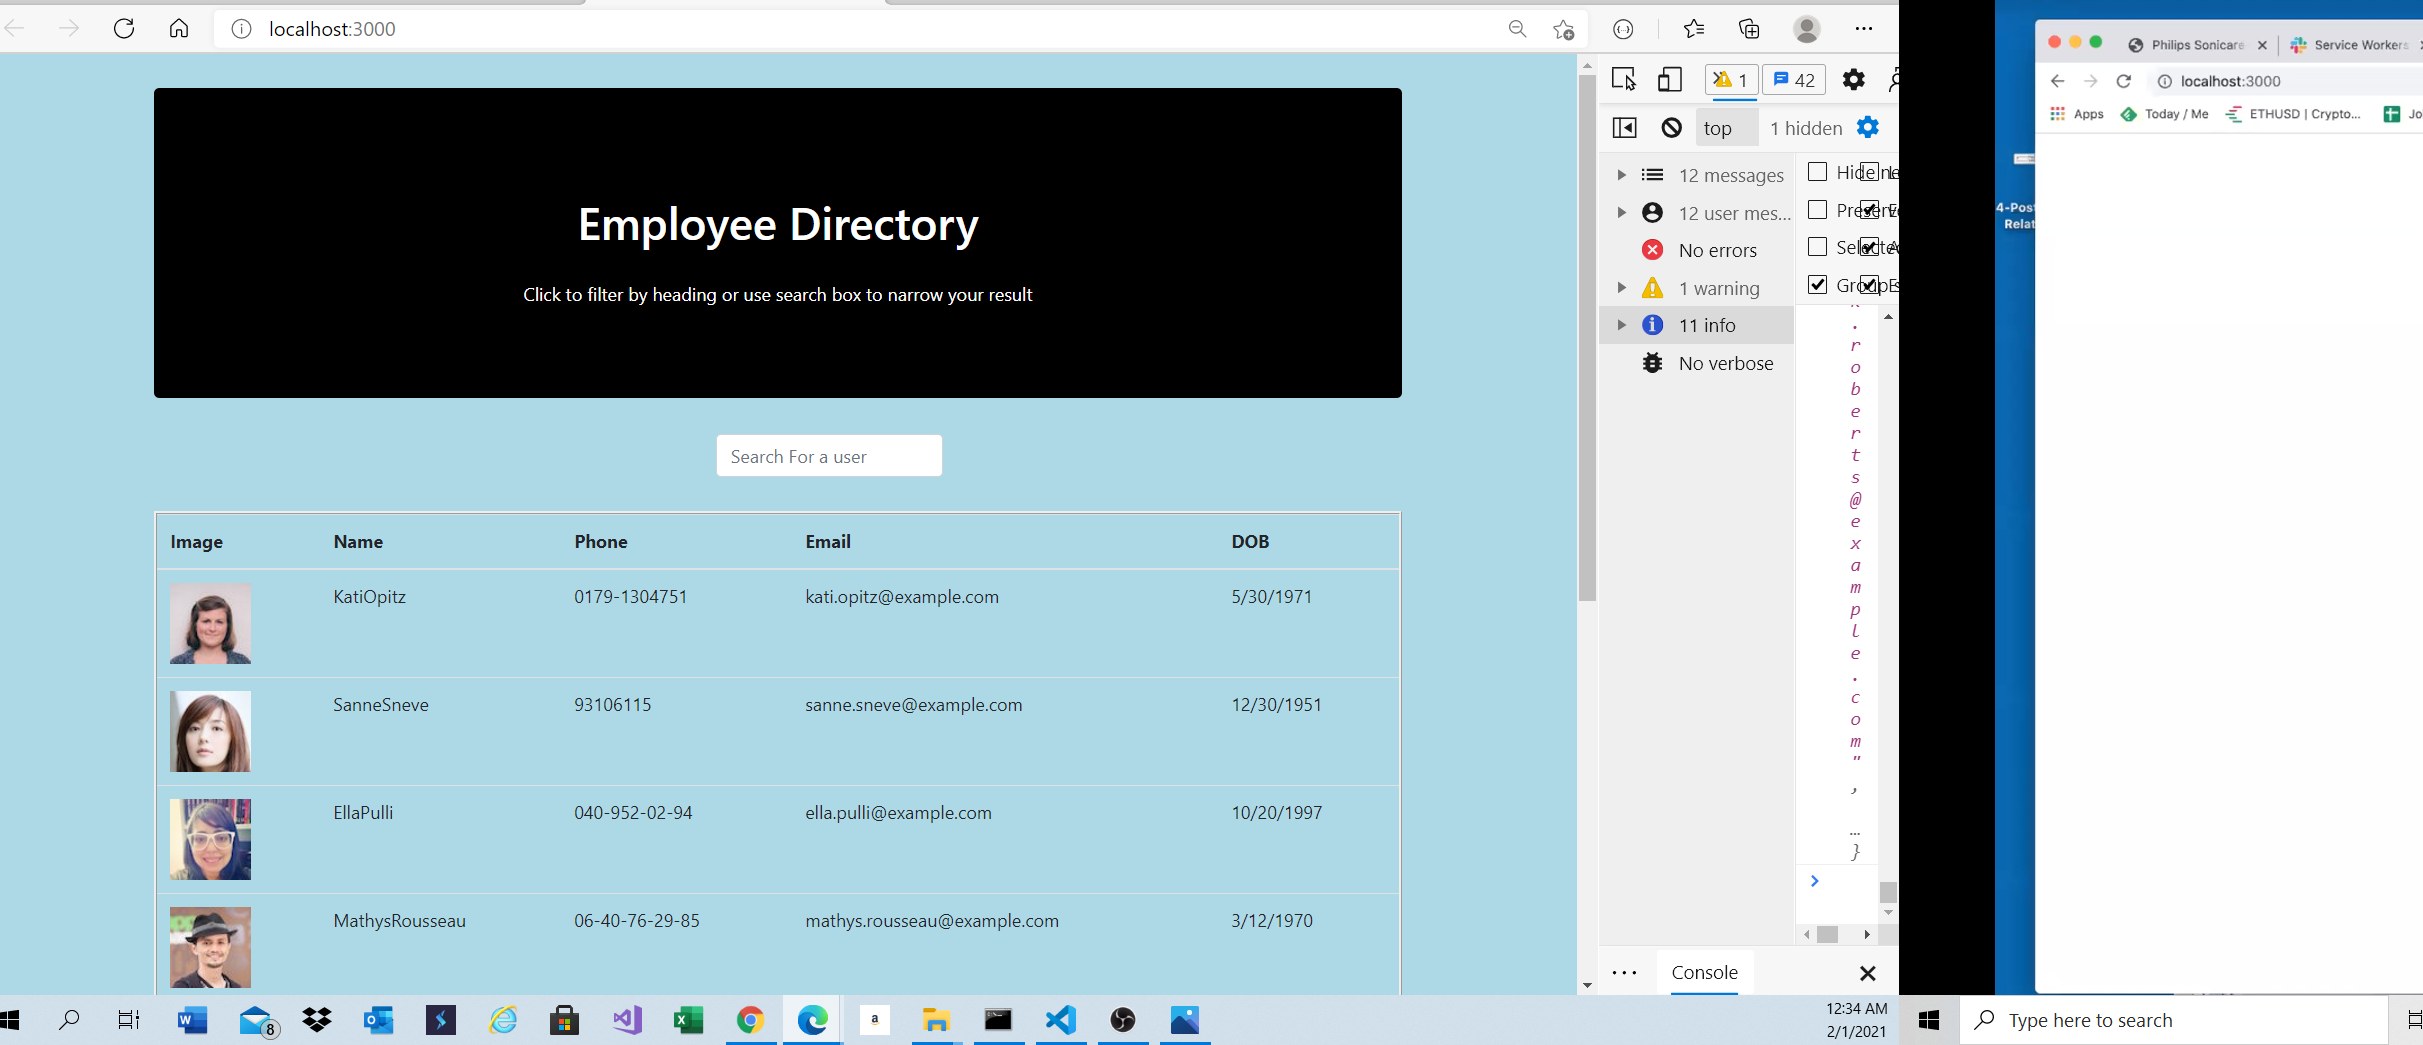 localhost:3000
Employee Directory
Click to filter by heading or use search box to narrow your result
Search For a user
Image Name Phone Email DOB
KatiOpitz 0179-1304751 kati.opitz@example.com 5/30/1971
SanneSneve 93106115 sanne.sneve@example.com 12/30/1951
EllaPulli 040-952-02-94 ella.pulli@example.com 10/20/1997
MathysRousseau 06-40-76-29-85 mathys.rousseau@example.com 3/12/1970
1 42
top 1 hidden
12 messages
12 user mes...
No errors
1 warning
11 info
No verbose
Hide ne
Preserv
Selected
Group s
.roberts@example.com",
…}
Console
8
a
12:34 AM
2/1/2021
Philips Sonicare Service Workers
localhost:3000
Apps Today / Me ETHUSD | Crypto... Jo
4-Post
Relat
Type here to search